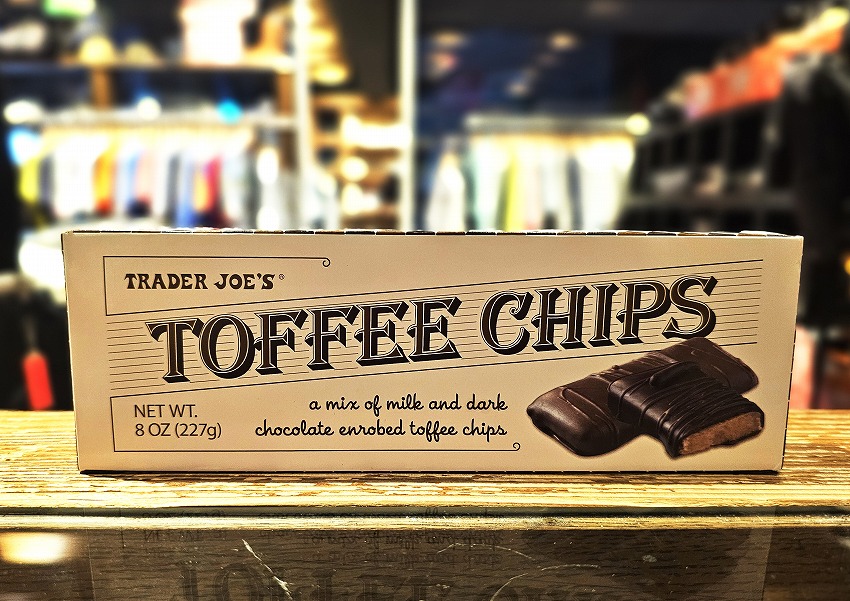 TRADER JOE'S®
TOFFEE CHIPS
NET WT.
8 OZ (227g)
a mix of milk and dark
chocolate enrobed toffee chips